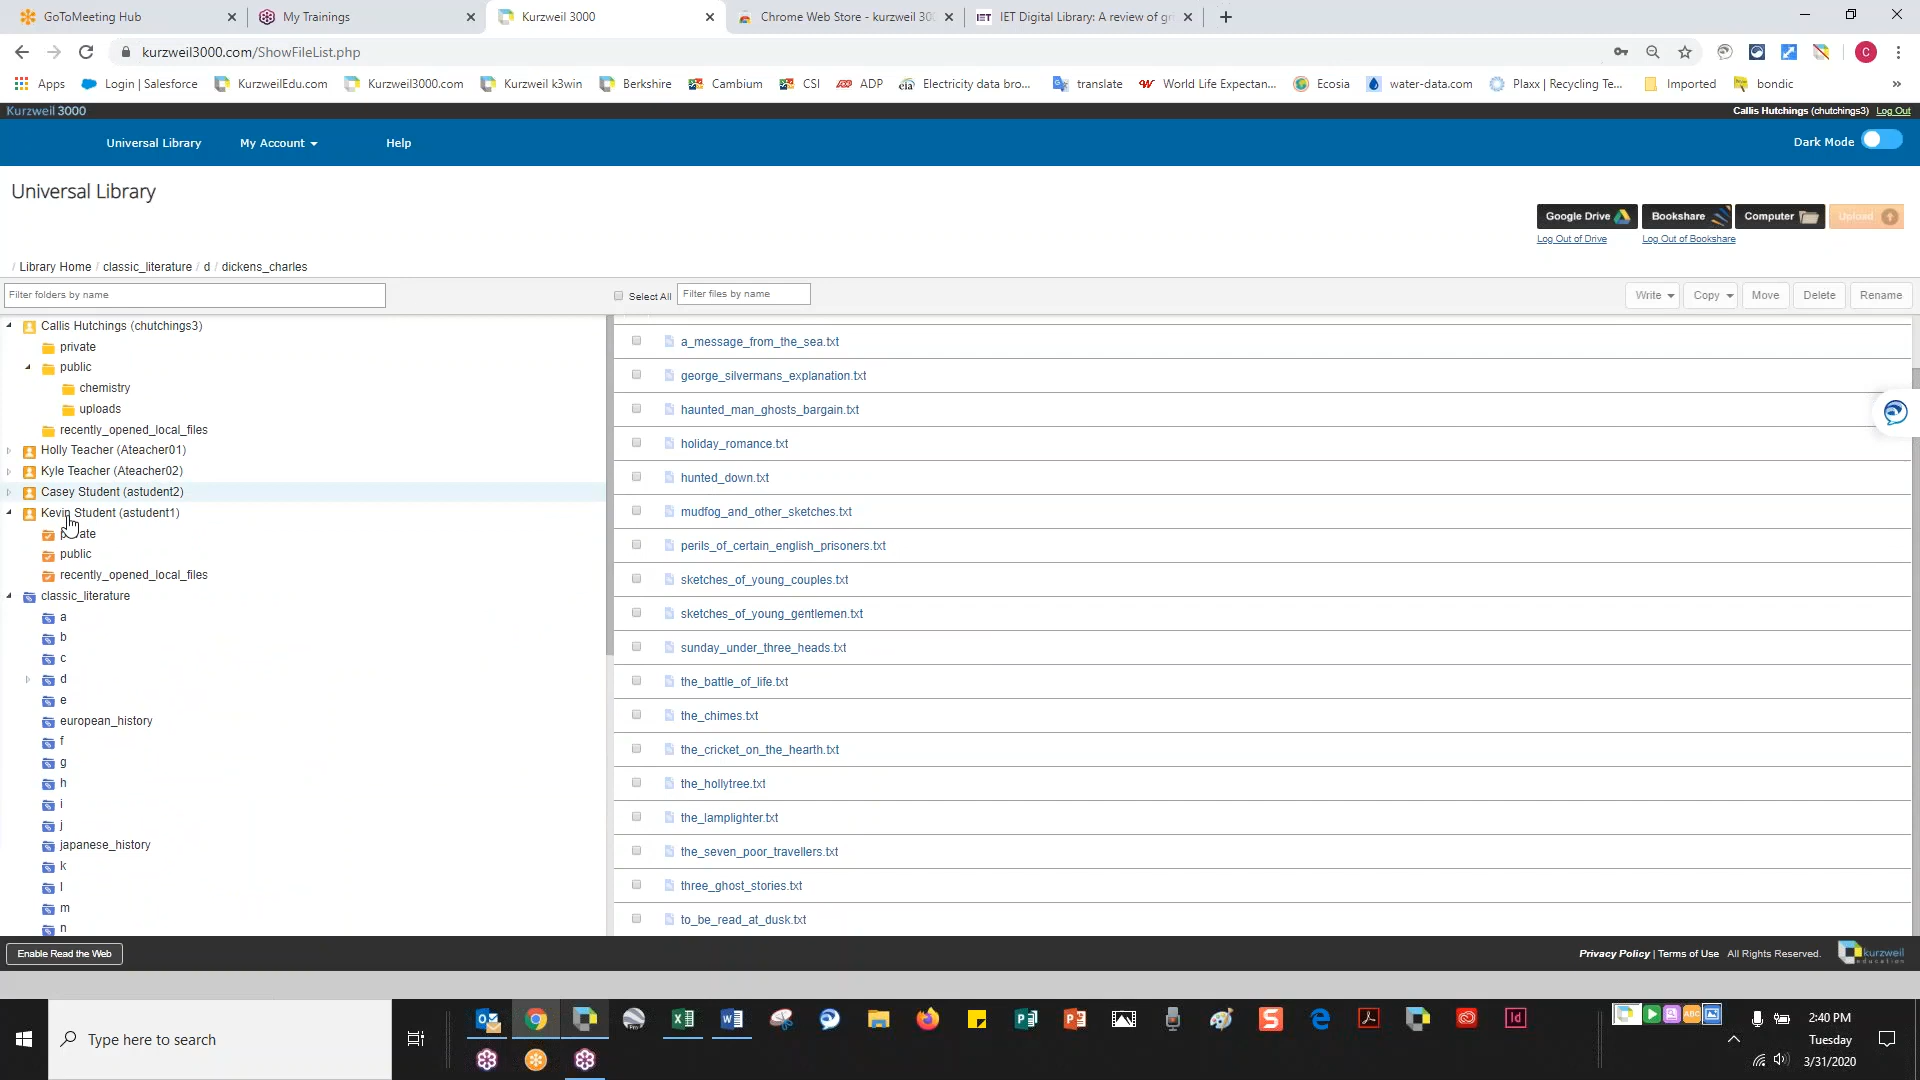 GoToMeeting Hub
My Trainings
Kurzweil 3000
Chrome Web Store - kurzweil 30
IET Digital Library: A review of gr
kurzweil3000.com/ShowFileList.php
C
Apps
Login | Salesforce
KurzweilEdu.com
Kurzweil3000.com
Kurzweil k3win
Berkshire
Cambium
CSI
ADP
eia
Electricity data bro...
translate
World Life Expectan...
Ecosia
water-data.com
Plaxx | Recycling Te...
Imported
bondic
Kurzweil 3000
Callis Hutchings (chutchings3) Log Out
Universal Library
My Account
Help
Dark Mode
Universal Library
Google Drive
Bookshare
Computer
Upload
Log Out of Drive
Log Out of Bookshare
/ Library Home / classic_literature / d / dickens_charles
Filter folders by name
Select All
Filter files by name
Write
Copy
Move
Delete
Rename
Callis Hutchings (chutchings3)
private
public
chemistry
uploads
recently_opened_local_files
Holly Teacher (Ateacher01)
Kyle Teacher (Ateacher02)
Casey Student (astudent2)
Kevin Student (astudent1)
private
public
recently_opened_local_files
classic_literature
a
b
c
d
e
european_history
f
g
h
i
j
japanese_history
k
l
m
n
a_message_from_the_sea.txt
george_silvermans_explanation.txt
haunted_man_ghosts_bargain.txt
holiday_romance.txt
hunted_down.txt
mudfog_and_other_sketches.txt
perils_of_certain_english_prisoners.txt
sketches_of_young_couples.txt
sketches_of_young_gentlemen.txt
sunday_under_three_heads.txt
the_battle_of_life.txt
the_chimes.txt
the_cricket_on_the_hearth.txt
the_hollytree.txt
the_lamplighter.txt
the_seven_poor_travellers.txt
three_ghost_stories.txt
to_be_read_at_dusk.txt
Enable Read the Web
Privacy Policy | Terms of Use All Rights Reserved.
kurzweil
education
Type here to search
2:40 PM
Tuesday
3/31/2020